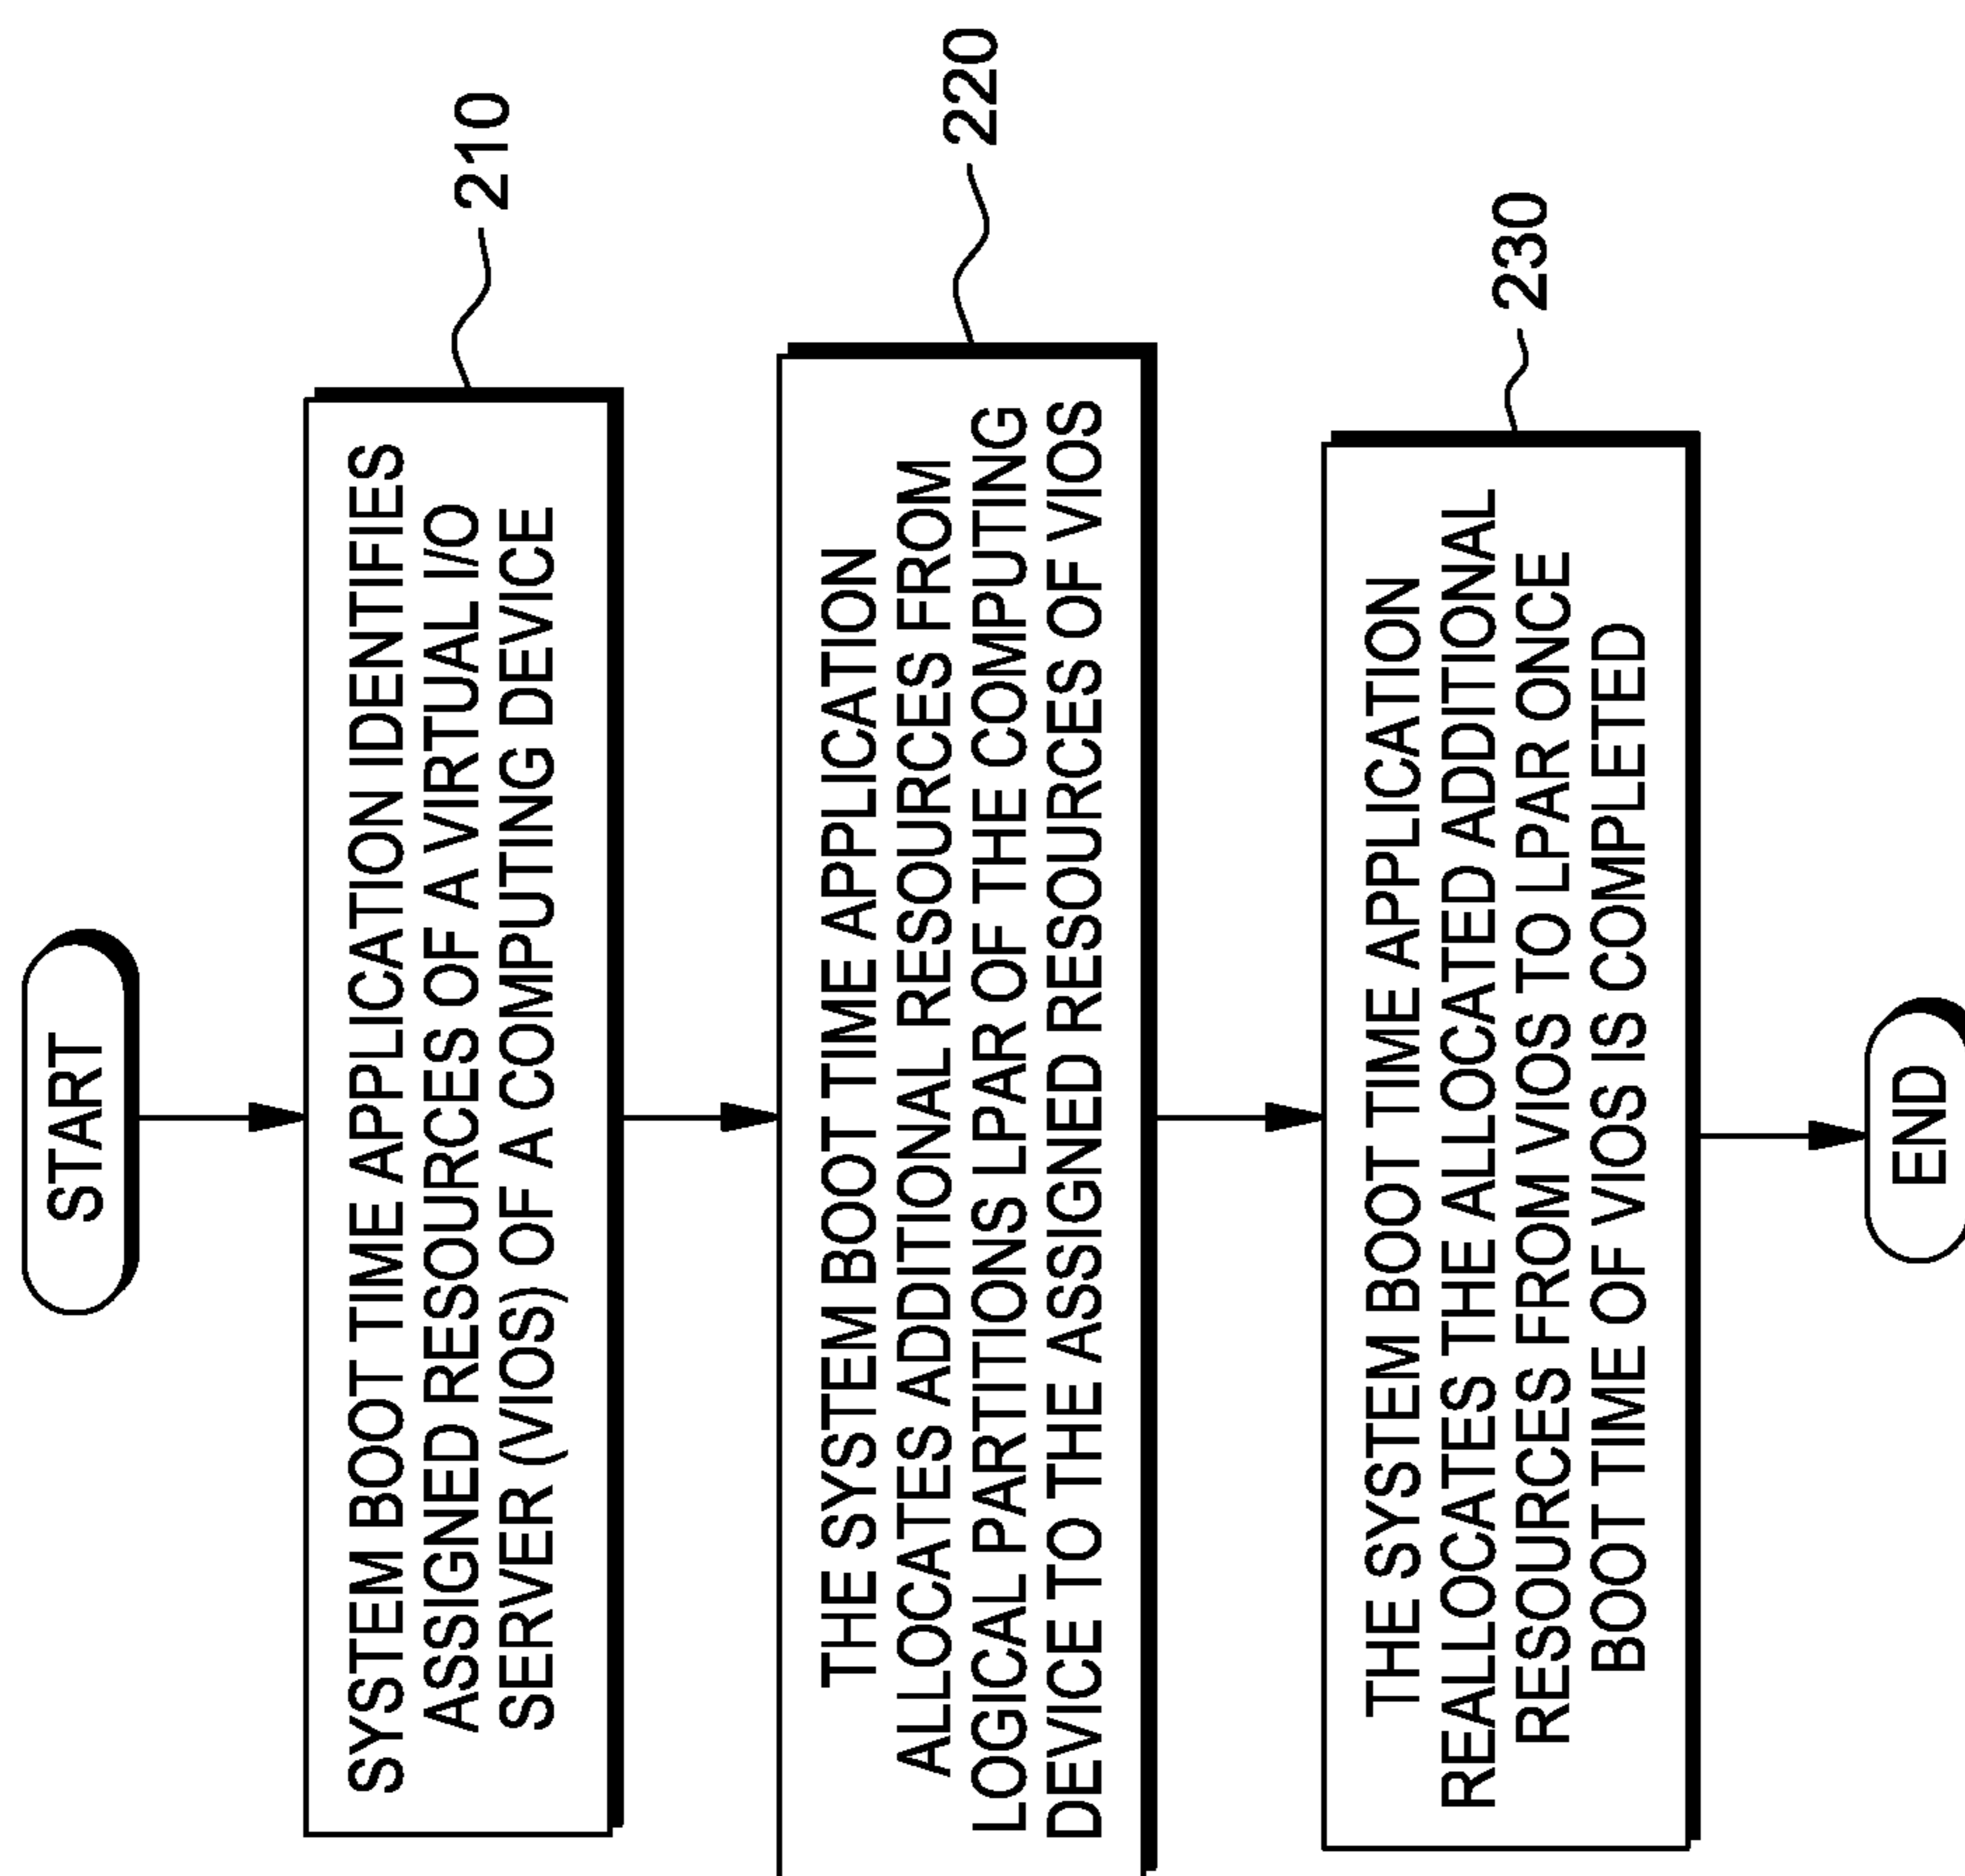 START
SYSTEM BOOT TIME APPLICATION IDENTIFIES
ASSIGNED RESOURCES OF A VIRTUAL I/O
SERVER (VIOS) OF A COMPUTING DEVICE
210
THE SYSTEM BOOT TIME APPLICATION
ALLOCATES ADDITIONAL RESOURCES FROM
LOGICAL PARTITIONS LPAR OF THE COMPUTING
DEVICE TO THE ASSIGNED RESOURCES OF VIOS
220
THE SYSTEM BOOT TIME APPLICATION
REALLOCATES THE ALLOCATED ADDITIONAL
RESOURCES FROM VIOS TO LPAR ONCE
BOOT TIME OF VIOS IS COMPLETED
230
END